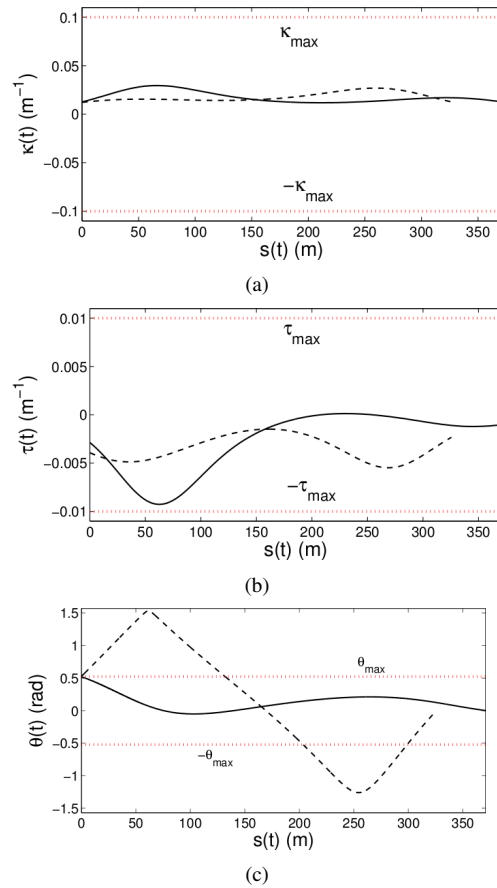 0.1
κmax
0.05
0
−0.05
−κmax
−0.1
κ(t) (m⁻¹)
0 50 100 150 200 250 300 350
s(t) (m)
(a)
0.01
τmax
0.005
0
−0.005
−τmax
−0.01
τ(t) (m⁻¹)
0 50 100 150 200 250 300 350
s(t) (m)
(b)
1.5
1
θmax
0.5
0
−0.5
−θmax
−1
−1.5
θ(t) (rad)
0 50 100 150 200 250 300 350
s(t) (m)
(c)